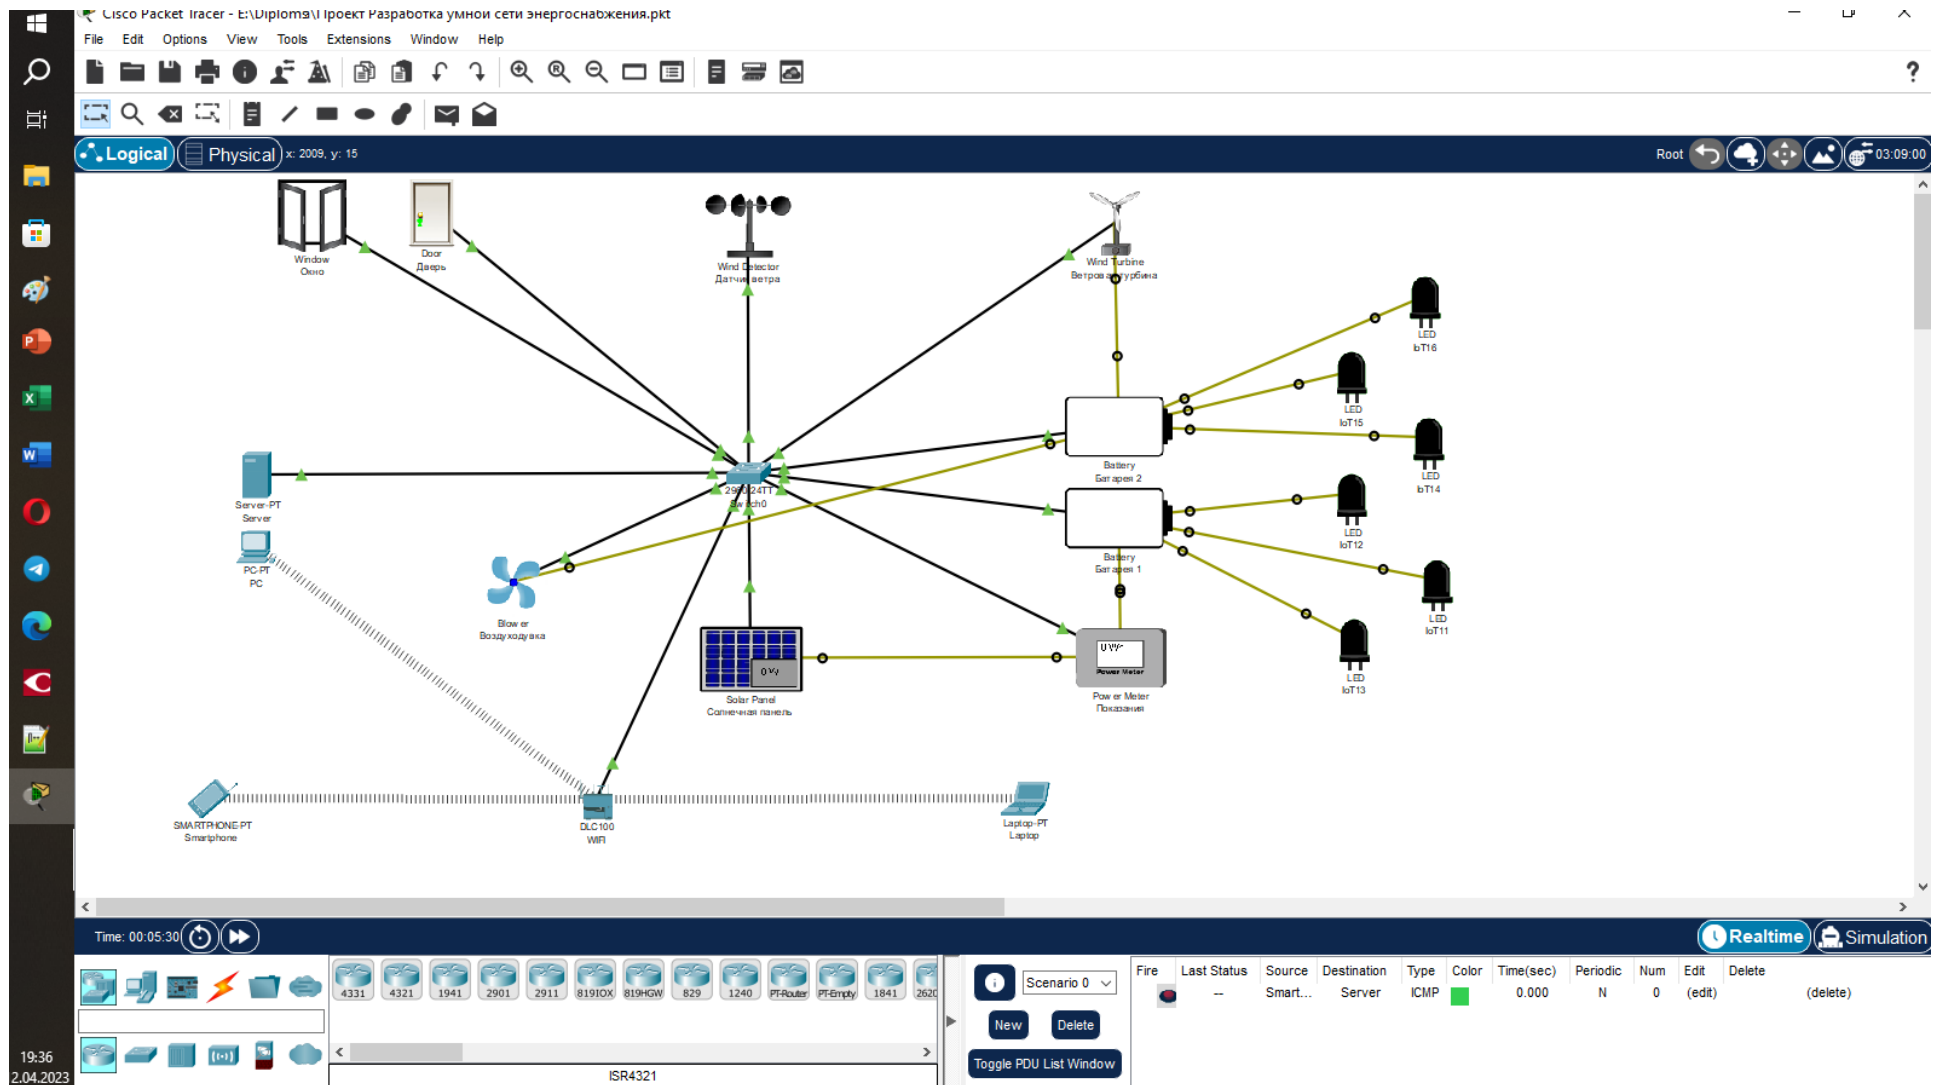 Cisco Packet Tracer - E:\Diploma\Проект Разработка умной сети энергоснабжения.pkt
File Edit Options View Tools Extensions Window Help
Logical Physical x: 2009, y: 15 Root 03:09:00
Window
Окно
Door
Дверь
Wind Detector
Датчик ветра
Wind Turbine
Ветровая турбина
LED
IoT16
LED
IoT15
LED
IoT14
Battery
Батарея 2
LED
IoT12
Battery
Батарея 1
LED
IoT11
LED
IoT13
Server-PT
Server
2960-24TT
Switch0
PC-PT
PC
Blower
Воздуходувка
Solar Panel
Солнечная панель
Power Meter
Power Meter
Показания
SMARTPHONE-PT
Smartphone
DLC100
WIFI
Laptop-PT
Laptop
Time: 00:05:30 Realtime Simulation
4331 4321 1941 2901 2911 819IOX 819HGW 829 1240 PT-Router PT-Empty 1841 2620
ISR4321
Scenario 0
New Delete
Toggle PDU List Window
Fire Last Status Source Destination Type Color Time(sec) Periodic Num Edit Delete
-- Smart... Server ICMP 0.000 N 0 (edit) (delete)
19:36
2.04.2023